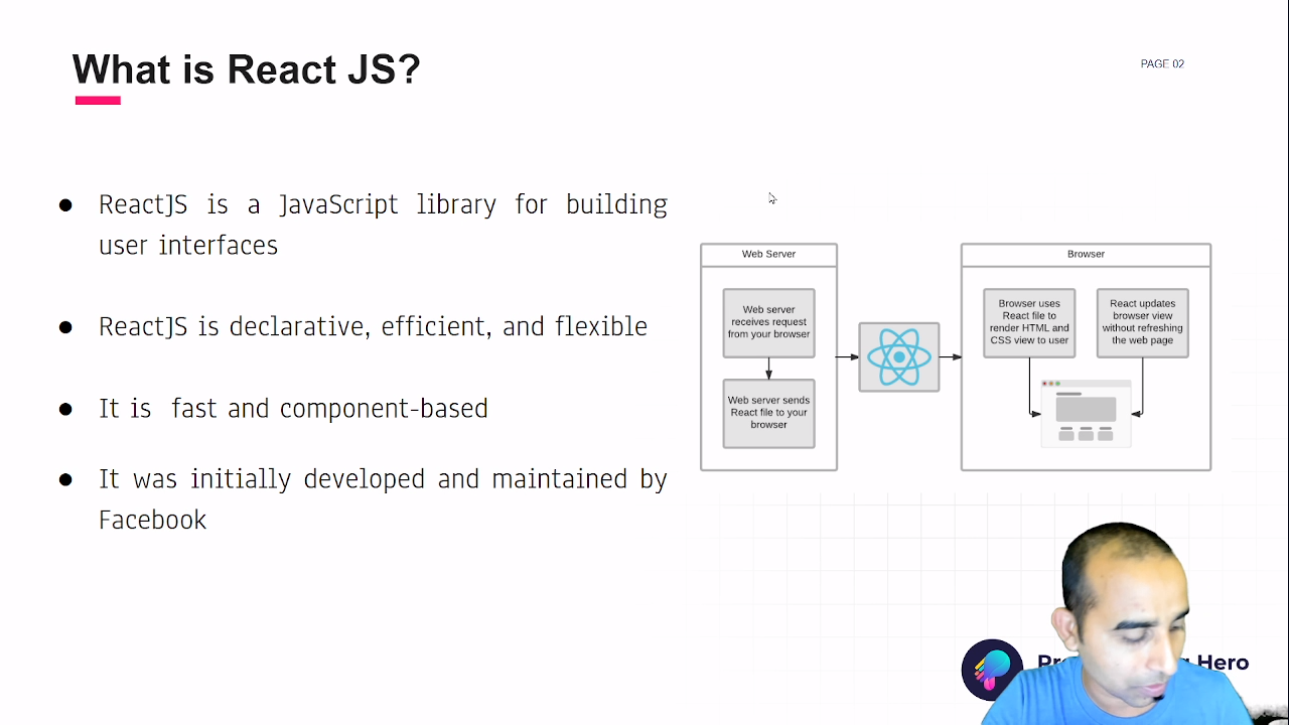 What is React JS?
PAGE 02
● ReactJS is a JavaScript library for building
user interfaces
● ReactJS is declarative, efficient, and flexible
● It is fast and component-based
● It was initially developed and maintained by
Facebook
Web Server
Web server
receives request
from your browser
Web server sends
React file to your
browser
Browser
Browser uses
React file to
render HTML and
CSS view to user
React updates
browser view
without refreshing
the web page
Hero